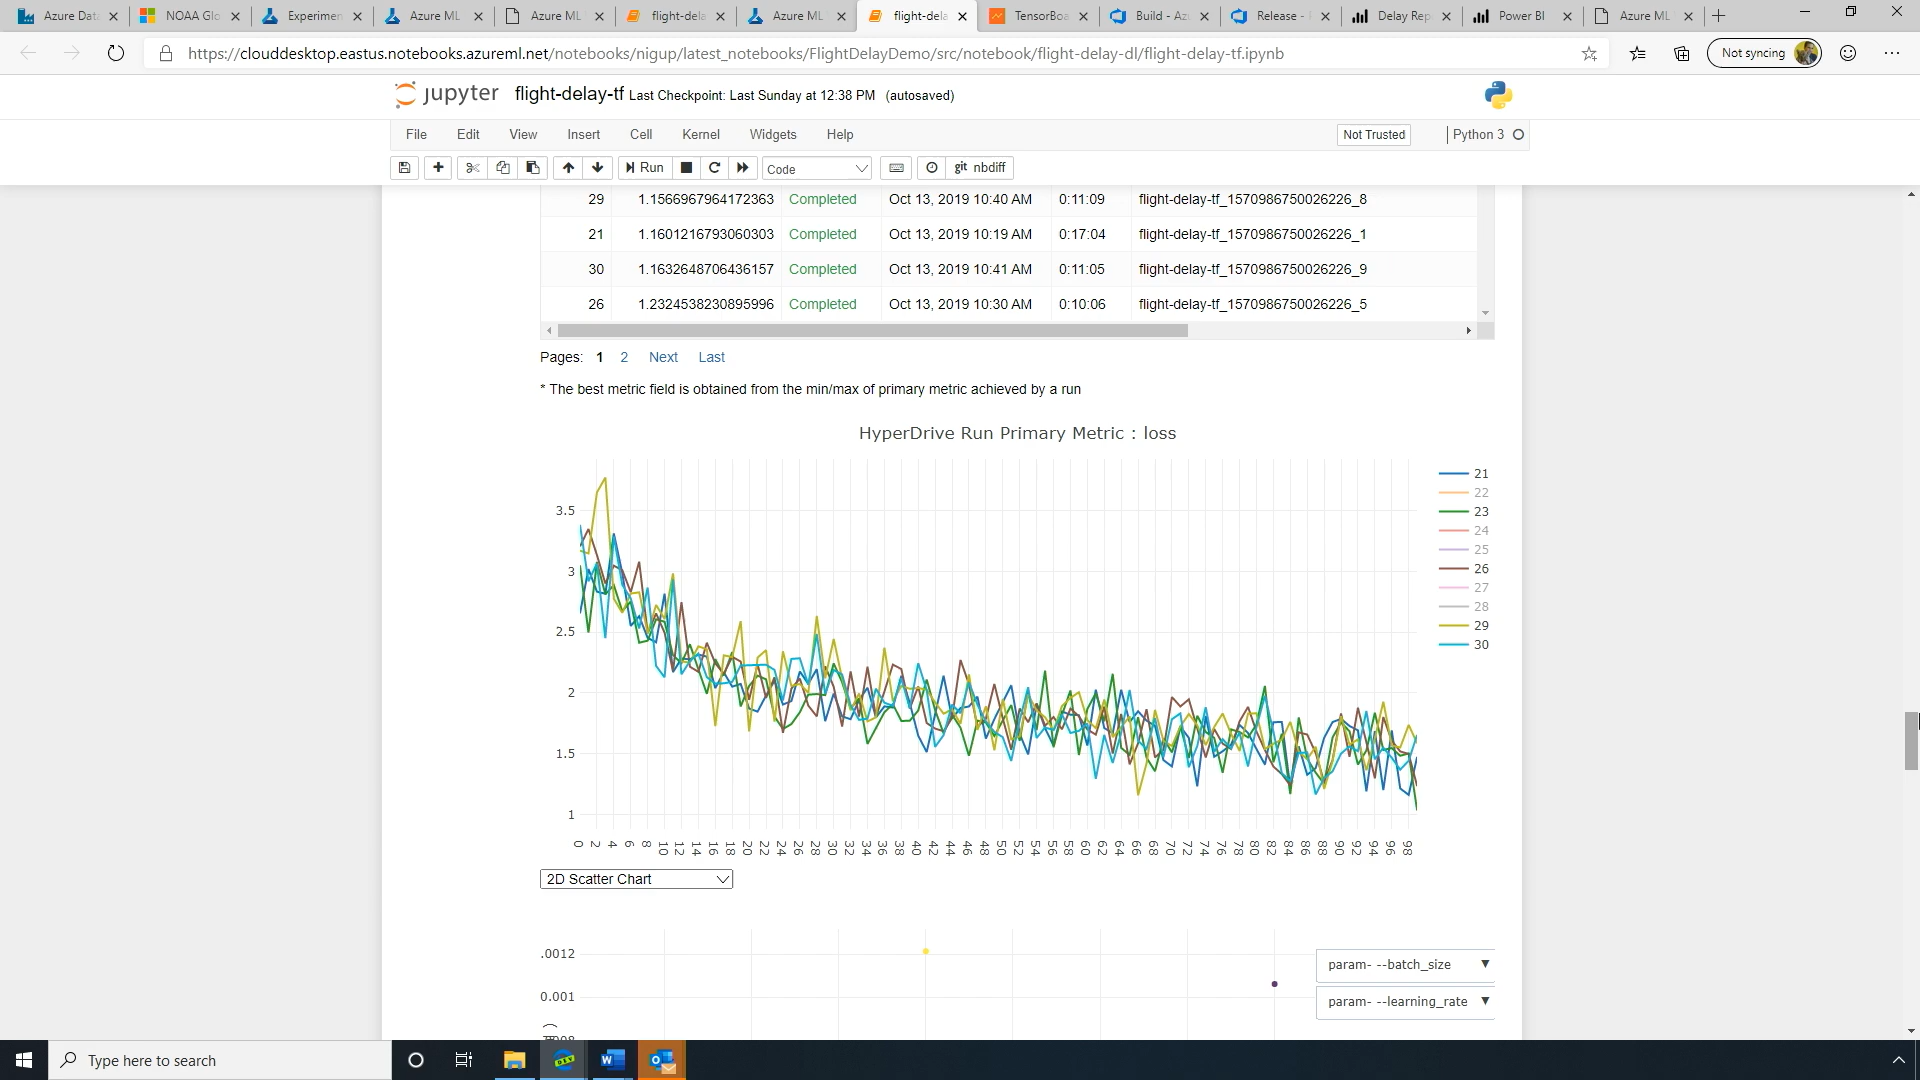 Azure Dat
NOAA Glo
Experimen
Azure ML
Azure ML
flight-dela
Azure ML
flight-dela
TensorBoa
Build - Az
Release -
Delay Rep
Power BI
Azure ML
https://clouddesktop.eastus.notebooks.azureml.net/notebooks/nigup/latest_notebooks/FlightDelayDemo/src/notebook/flight-delay-dl/flight-delay-tf.ipynb
Not syncing
jupyter flight-delay-tf Last Checkpoint: Last Sunday at 12:38 PM (autosaved)
File Edit View Insert Cell Kernel Widgets Help Not Trusted Python 3
Run Code git nbdiff
29 1.1566967964172363 Completed Oct 13, 2019 10:40 AM 0:11:09 flight-delay-tf_1570986750026226_8
21 1.1601216793060303 Completed Oct 13, 2019 10:19 AM 0:17:04 flight-delay-tf_1570986750026226_1
30 1.1632648706436157 Completed Oct 13, 2019 10:41 AM 0:11:05 flight-delay-tf_1570986750026226_9
26 1.2324538230895996 Completed Oct 13, 2019 10:30 AM 0:10:06 flight-delay-tf_1570986750026226_5
Pages: 1 2 Next Last
* The best metric field is obtained from the min/max of primary metric achieved by a run
HyperDrive Run Primary Metric : loss
3.5
3
2.5
2
1.5
1
21
22
23
24
25
26
27
28
29
30
0 2 4 6 8 10 12 14 16 18 20 22 24 26 28 30 32 34 36 38 40 42 44 46 48 50 52 54 56 58 60 62 64 66 68 70 72 74 76 78 80 82 84 86 88 90 92 94 96 98
2D Scatter Chart
.0012
0.001
param- --batch_size
param- --learning_rate
Type here to search